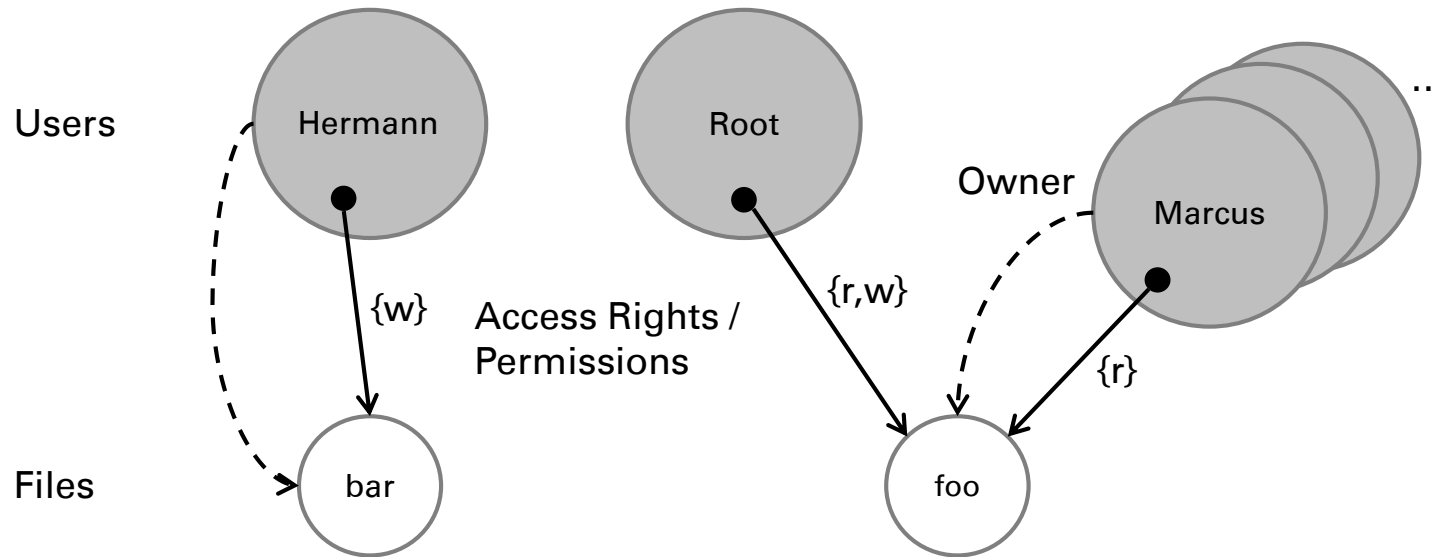 Users
Hermann
Root
..
Owner
Marcus
{w}
Access Rights /
Permissions
{r,w}
{r}
Files
bar
foo